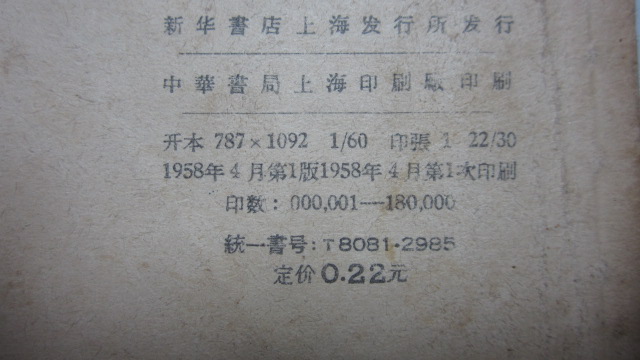 新华書店上海发行所发行
中華書局上海印刷厰印刷
开本 787×1092 1/60 印張 1 22/30
1958年4月第1版1958年4月第1次印刷
印数：000,001—180,000
統一書号：T8081·2985
定价0.22元